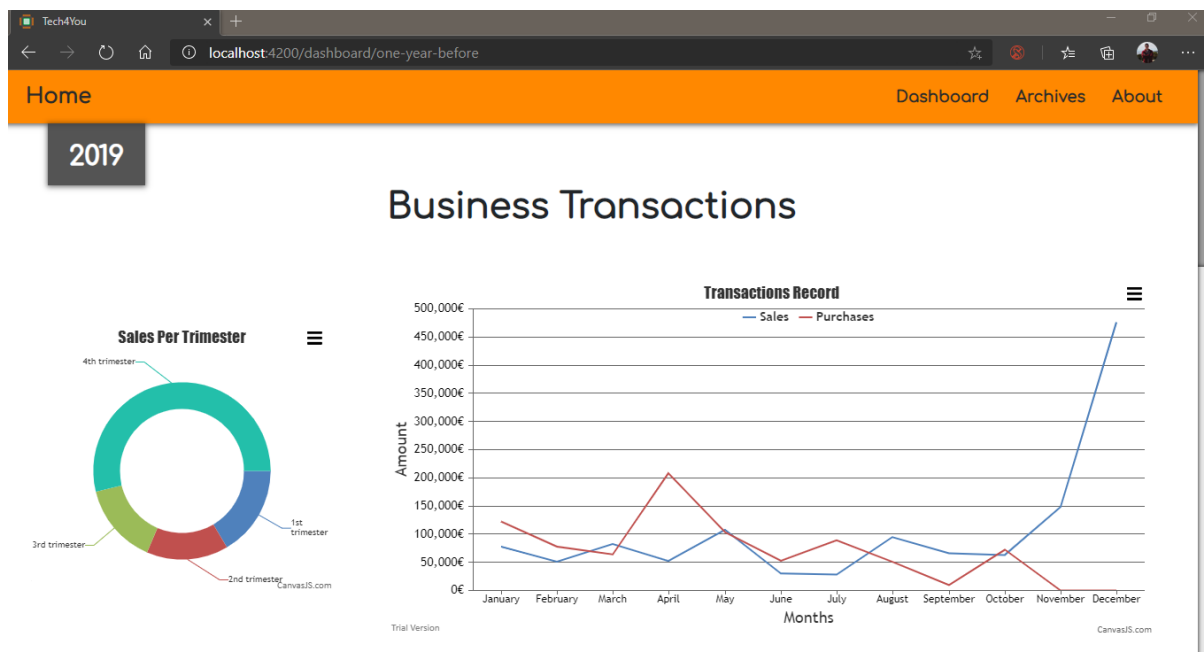 Tech4You
localhost:4200/dashboard/one-year-before
Home
Dashboard Archives About
2019
Business Transactions
Sales Per Trimester
4th trimester
1st
trimester
3rd trimester
2nd trimester
CanvasJS.com
Transactions Record
Sales Purchases
500,000€
450,000€
400,000€
350,000€
300,000€
250,000€
200,000€
150,000€
100,000€
50,000€
0€
Amount
January February March April May June July August September October November December
Months
Trial Version
CanvasJS.com